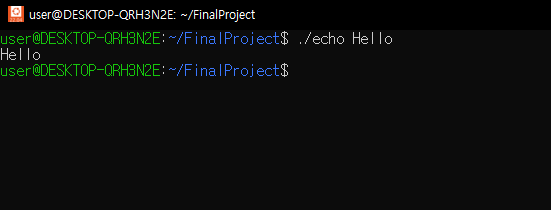 user@DESKTOP-QRH3N2E: ~/FinalProject
user@DESKTOP-QRH3N2E:~/FinalProject$ ./echo Hello
Hello
user@DESKTOP-QRH3N2E:~/FinalProject$